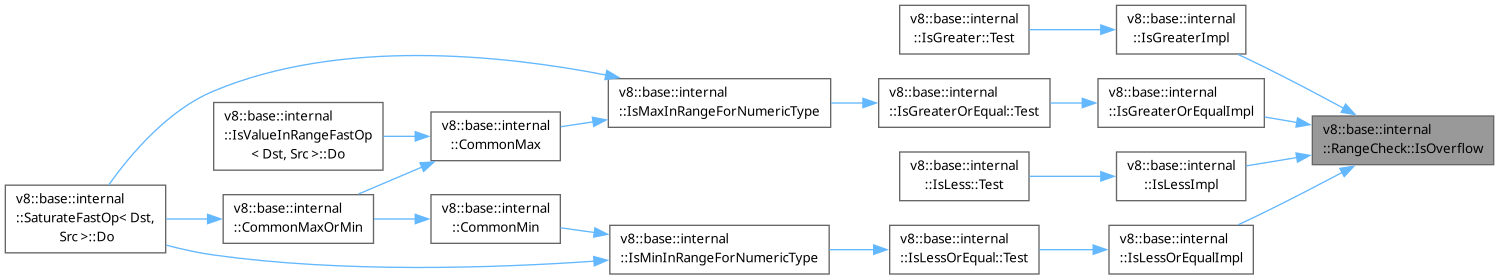 v8::base::internal
::SaturateFastOp< Dst,
Src >::Do
v8::base::internal
::IsValueInRangeFastOp
< Dst, Src >::Do
v8::base::internal
::CommonMaxOrMin
v8::base::internal
::CommonMax
v8::base::internal
::CommonMin
v8::base::internal
::IsMaxInRangeForNumericType
v8::base::internal
::IsMinInRangeForNumericType
v8::base::internal
::IsGreater::Test
v8::base::internal
::IsGreaterOrEqual::Test
v8::base::internal
::IsLess::Test
v8::base::internal
::IsLessOrEqual::Test
v8::base::internal
::IsGreaterImpl
v8::base::internal
::IsGreaterOrEqualImpl
v8::base::internal
::IsLessImpl
v8::base::internal
::IsLessOrEqualImpl
v8::base::internal
::RangeCheck::IsOverflow